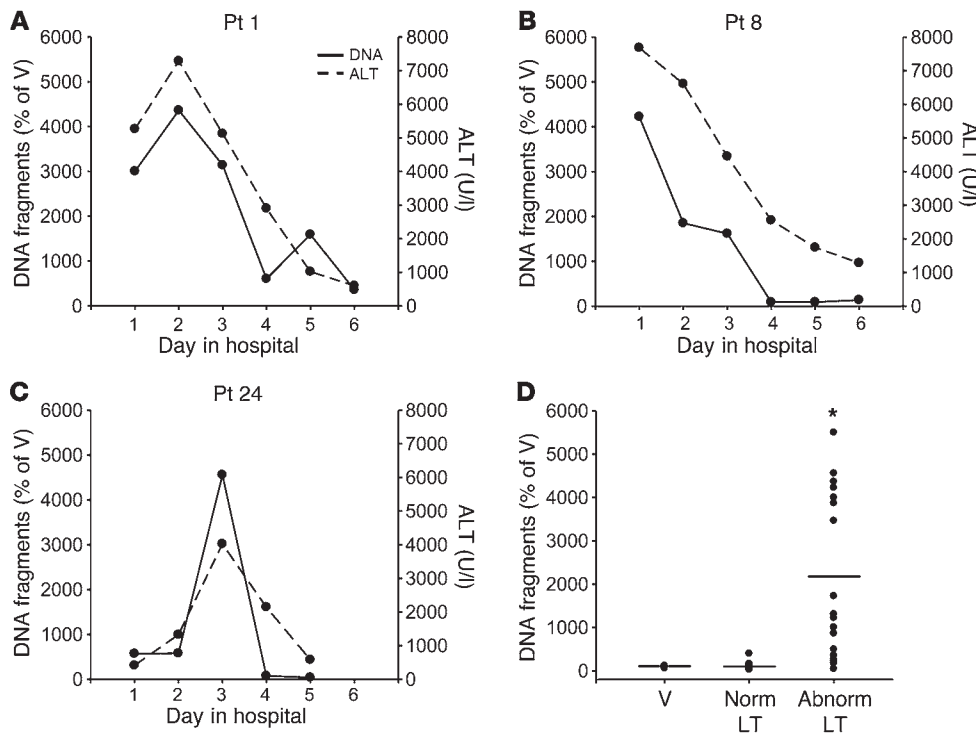 A
Pt 1
6000
5000
4000
3000
2000
1000
0
DNA fragments (% of V)
DNA
ALT
8000
7000
6000
5000
4000
3000
2000
1000
0
ALT (U/l)
1 2 3 4 5 6
Day in hospital
B
Pt 8
6000
5000
4000
3000
2000
1000
0
DNA fragments (% of V)
8000
7000
6000
5000
4000
3000
2000
1000
0
ALT (U/l)
1 2 3 4 5 6
Day in hospital
C
Pt 24
6000
5000
4000
3000
2000
1000
0
DNA fragments (% of V)
8000
7000
6000
5000
4000
3000
2000
1000
0
ALT (U/l)
1 2 3 4 5 6
Day in hospital
D
6000
5000
4000
3000
2000
1000
0
DNA fragments (% of V)
*
V
Norm
LT
Abnorm
LT